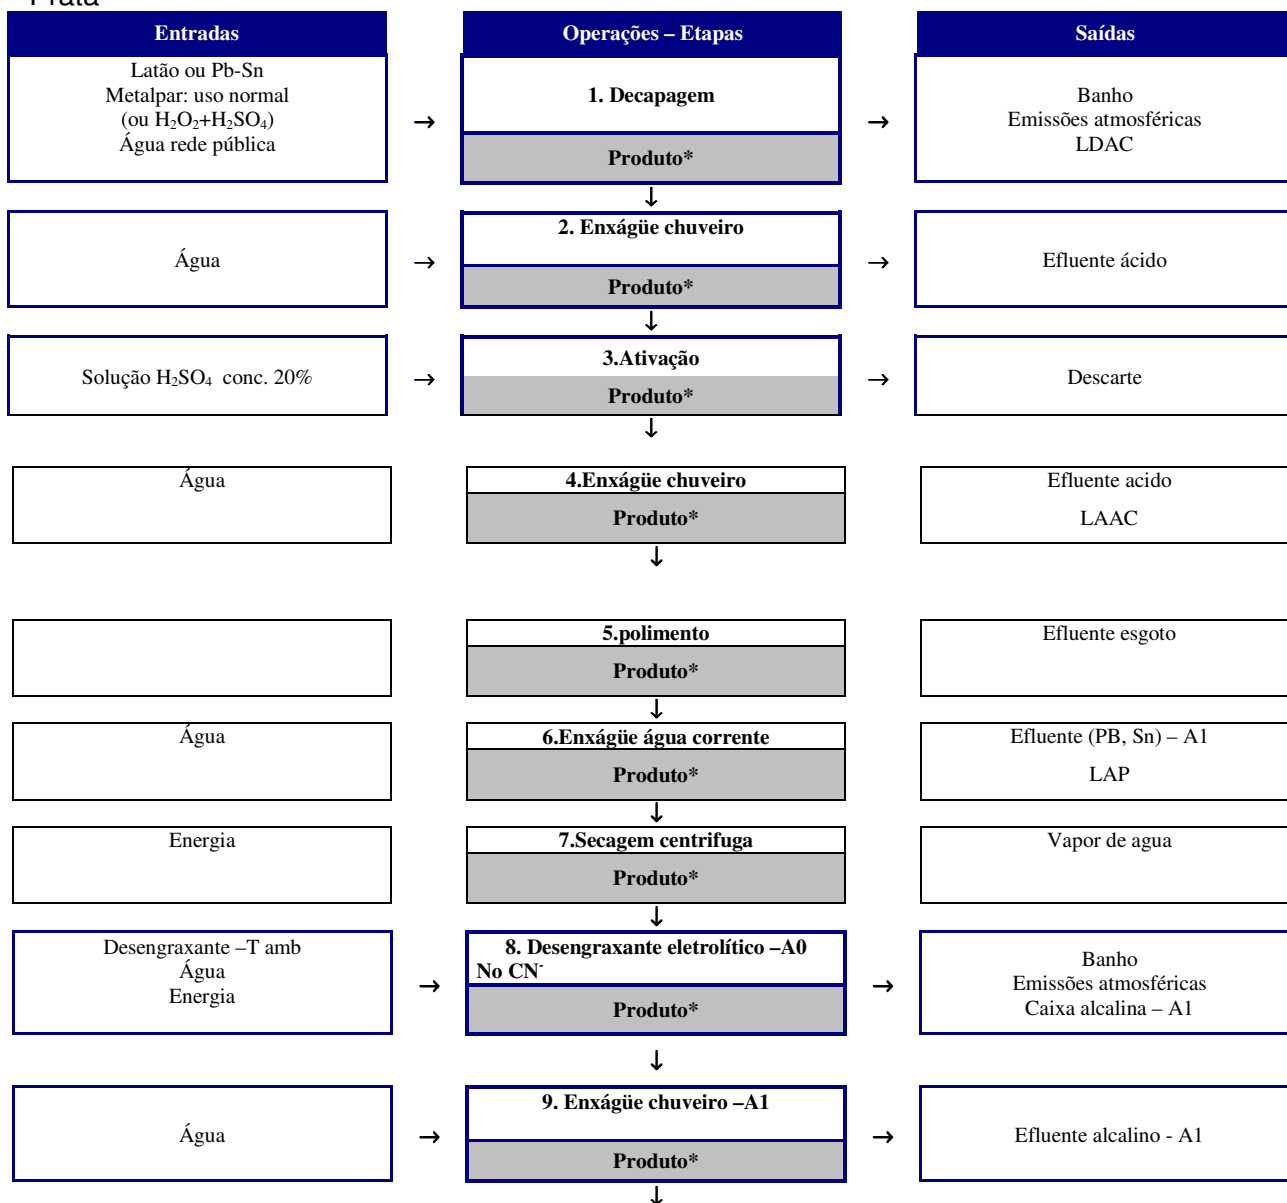 Prata
Entradas
Operações – Etapas
Saídas
Latão ou Pb-Sn
Metalpar: uso normal
(ou H₂O₂+H₂SO₄)
Água rede pública
→
1. Decapagem
Produto*
→
Banho
Emissões atmosféricas
LDAC
↓
Água
→
2. Enxágüe chuveiro
Produto*
→
Efluente ácido
↓
Solução H₂SO₄ conc. 20%
→
3.Ativação
Produto*
→
Descarte
↓
Água
4.Enxágüe chuveiro
Produto*
Efluente acido
LAAC
↓
5.polimento
Produto*
Efluente esgoto
↓
Água
6.Enxágüe água corrente
Produto*
Efluente (PB, Sn) – A1
LAP
↓
Energia
7.Secagem centrifuga
Produto*
Vapor de agua
↓
Desengraxante –T amb
Água
Energia
→
8. Desengraxante eletrolítico –A0
No CN⁻
Produto*
→
Banho
Emissões atmosféricas
Caixa alcalina – A1
↓
Água
→
9. Enxágüe chuveiro –A1
Produto*
→
Efluente alcalino - A1
↓